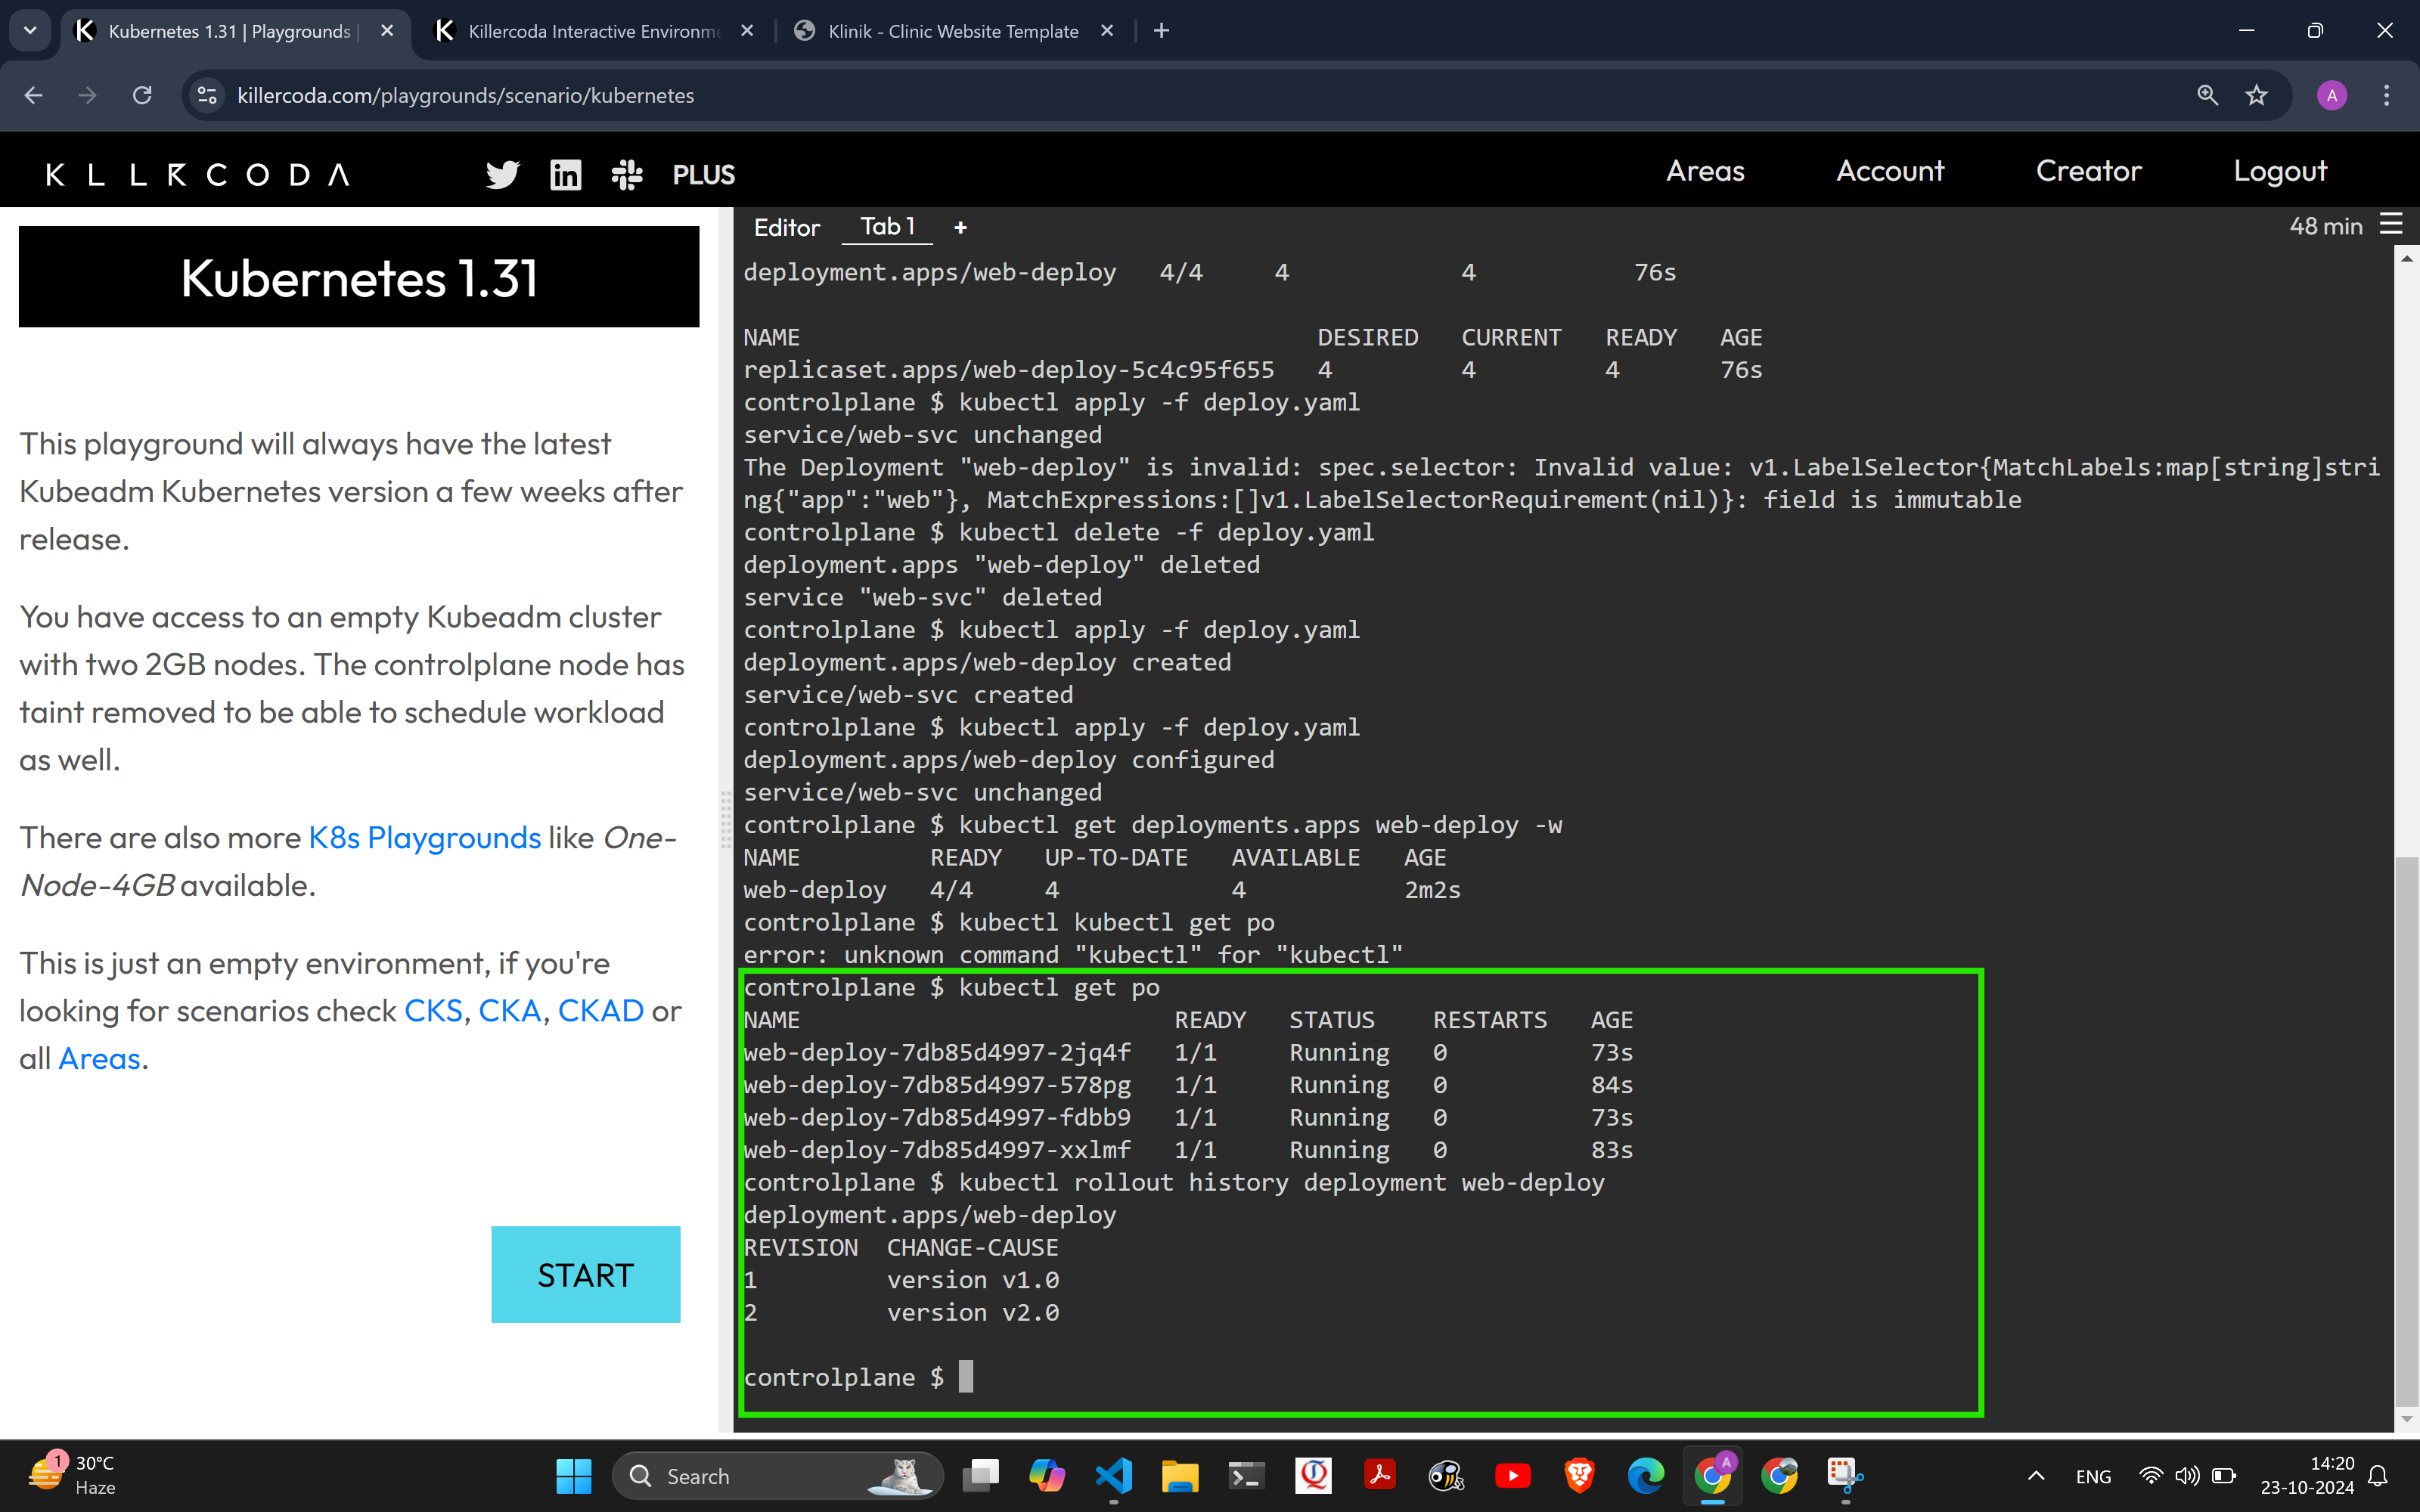 Kubernetes 1.31 | Playgrounds |
Killercoda Interactive Environme
Klinik - Clinic Website Template
killercoda.com/playgrounds/scenario/kubernetes
A
KLLRCODA
in
PLUS
Areas
Account
Creator
Logout
Kubernetes 1.31
This playground will always have the latest
Kubeadm Kubernetes version a few weeks after
release.
You have access to an empty Kubeadm cluster
with two 2GB nodes. The controlplane node has
taint removed to be able to schedule workload
as well.
There are also more K8s Playgrounds like One-
Node-4GB available.
This is just an empty environment, if you're
looking for scenarios check CKS, CKA, CKAD or
all Areas.
START
Editor
Tab 1
+
48 min
deployment.apps/web-deploy   4/4     4            4           76s
NAME                                    DESIRED   CURRENT   READY   AGE
replicaset.apps/web-deploy-5c4c95f655   4         4         4       76s
controlplane $ kubectl apply -f deploy.yaml
service/web-svc unchanged
The Deployment "web-deploy" is invalid: spec.selector: Invalid value: v1.LabelSelector{MatchLabels:map[string]stri
ng{"app":"web"}, MatchExpressions:[]v1.LabelSelectorRequirement(nil)}: field is immutable
controlplane $ kubectl delete -f deploy.yaml
deployment.apps "web-deploy" deleted
service "web-svc" deleted
controlplane $ kubectl apply -f deploy.yaml
deployment.apps/web-deploy created
service/web-svc created
controlplane $ kubectl apply -f deploy.yaml
deployment.apps/web-deploy configured
service/web-svc unchanged
controlplane $ kubectl get deployments.apps web-deploy -w
NAME         READY   UP-TO-DATE   AVAILABLE   AGE
web-deploy   4/4     4            4           2m2s
controlplane $ kubectl kubectl get po
error: unknown command "kubectl" for "kubectl"
controlplane $ kubectl get po
NAME                          READY   STATUS    RESTARTS   AGE
web-deploy-7db85d4997-2jq4f   1/1     Running   0          73s
web-deploy-7db85d4997-578pg   1/1     Running   0          84s
web-deploy-7db85d4997-fdbb9   1/1     Running   0          73s
web-deploy-7db85d4997-xxlmf   1/1     Running   0          83s
controlplane $ kubectl rollout history deployment web-deploy
deployment.apps/web-deploy
REVISION  CHANGE-CAUSE
1         version v1.0
2         version v2.0
controlplane $
1
30°C
Haze
Search
A
ENG
14:20
23-10-2024